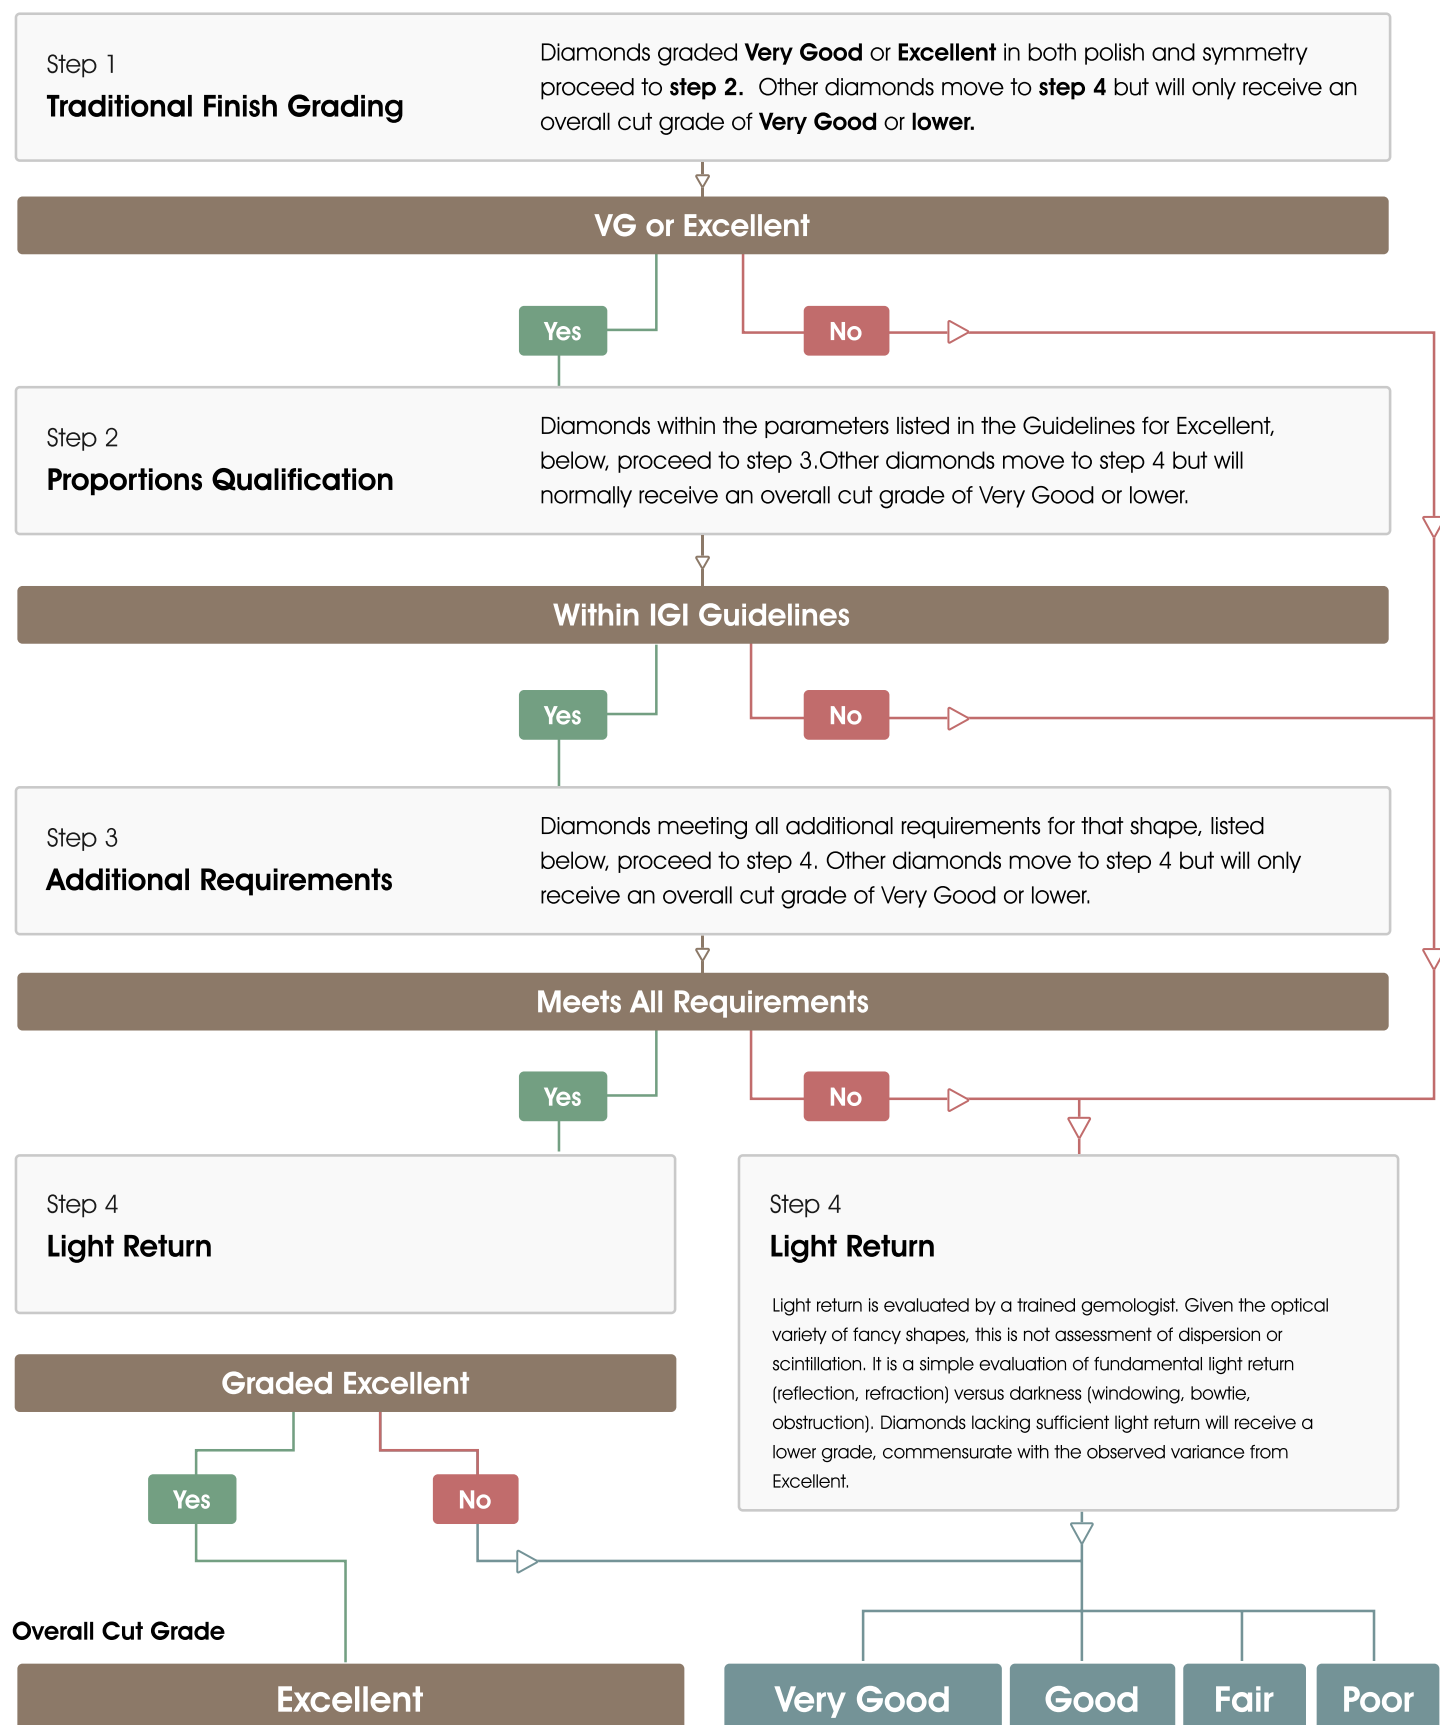 Step 1
Traditional Finish Grading
Diamonds graded Very Good or Excellent in both polish and symmetry
proceed to step 2.  Other diamonds move to step 4 but will only receive an
overall cut grade of Very Good or lower.
VG or Excellent
Yes
No
Step 2
Proportions Qualification
Diamonds within the parameters listed in the Guidelines for Excellent,
below, proceed to step 3.Other diamonds move to step 4 but will
normally receive an overall cut grade of Very Good or lower.
Within IGI Guidelines
Yes
No
Step 3
Additional Requirements
Diamonds meeting all additional requirements for that shape, listed
below, proceed to step 4. Other diamonds move to step 4 but will only
receive an overall cut grade of Very Good or lower.
Meets All Requirements
Yes
No
Step 4
Light Return
Step 4
Light Return
Light return is evaluated by a trained gemologist. Given the optical
variety of fancy shapes, this is not assessment of dispersion or
scintillation. It is a simple evaluation of fundamental light return
(reflection, refraction) versus darkness (windowing, bowtie,
obstruction). Diamonds lacking sufficient light return will receive a
lower grade, commensurate with the observed variance from
Excellent.
Graded Excellent
Yes
No
Overall Cut Grade
Excellent
Very Good
Good
Fair
Poor